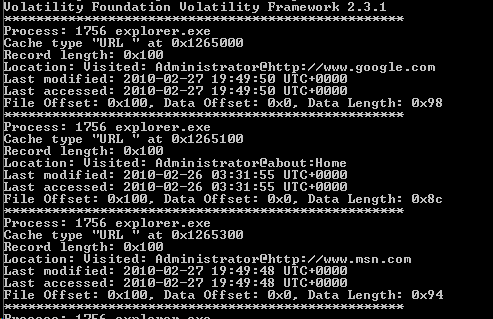 Volatility Foundation Volatility Framework 2.3.1
**************************************************
Process: 1756 explorer.exe
Cache type "URL " at 0x1265000
Record length: 0x100
Location: Visited: Administrator@http://www.google.com
Last modified: 2010-02-27 19:49:50 UTC+0000
Last accessed: 2010-02-27 19:49:50 UTC+0000
File Offset: 0x100, Data Offset: 0x0, Data Length: 0x98
**************************************************
Process: 1756 explorer.exe
Cache type "URL " at 0x1265100
Record length: 0x100
Location: Visited: Administrator@about:Home
Last modified: 2010-02-26 03:31:55 UTC+0000
Last accessed: 2010-02-26 03:31:55 UTC+0000
File Offset: 0x100, Data Offset: 0x0, Data Length: 0x8c
**************************************************
Process: 1756 explorer.exe
Cache type "URL " at 0x1265300
Record length: 0x100
Location: Visited: Administrator@http://www.msn.com
Last modified: 2010-02-27 19:49:48 UTC+0000
Last accessed: 2010-02-27 19:49:48 UTC+0000
File Offset: 0x100, Data Offset: 0x0, Data Length: 0x94
**************************************************
Process: 1756 explorer.exe